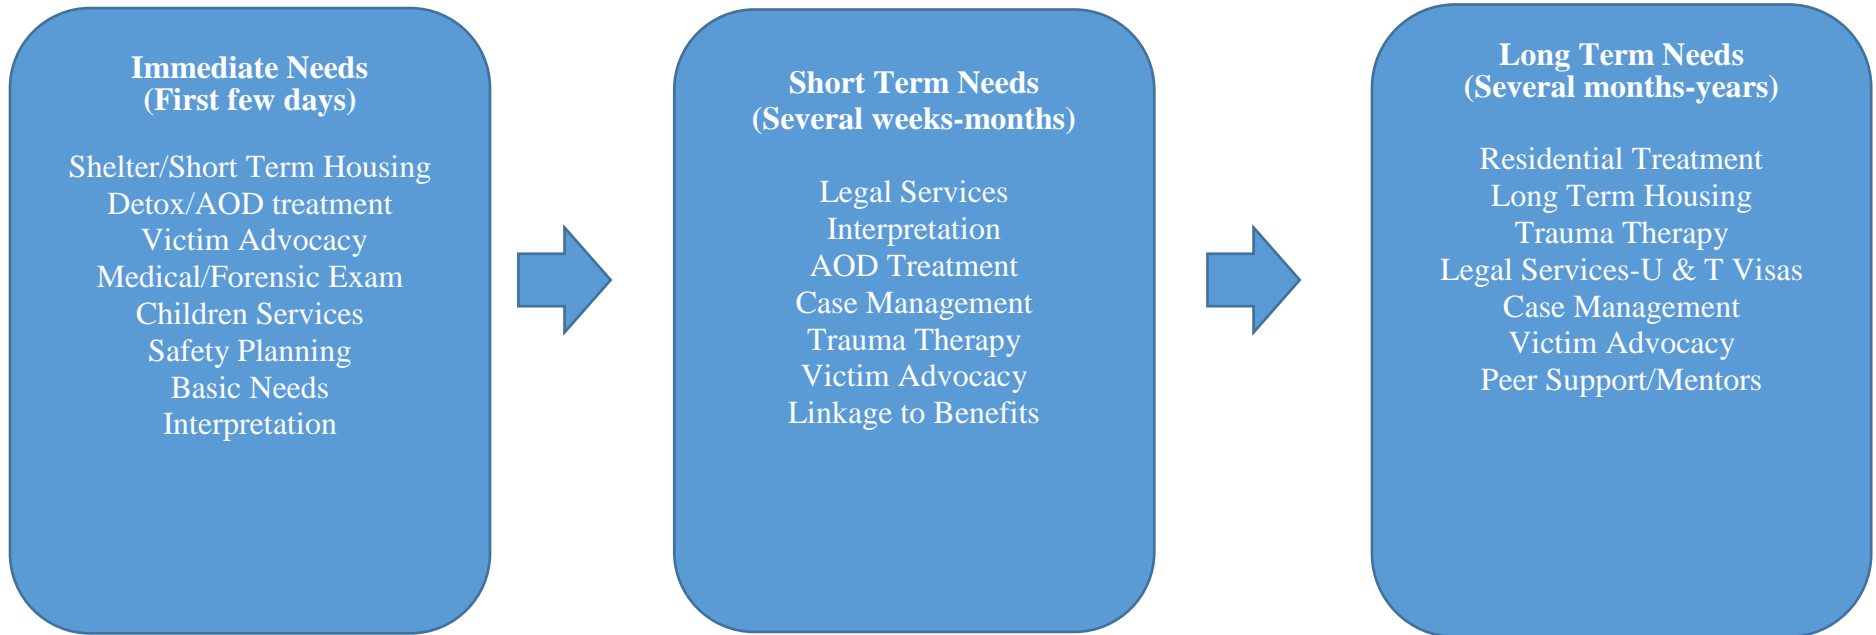 Immediate Needs
(First few days)
Shelter/Short Term Housing
Detox/AOD treatment
Victim Advocacy
Medical/Forensic Exam
Children Services
Safety Planning
Basic Needs
Interpretation
Short Term Needs
(Several weeks-months)
Legal Services
Interpretation
AOD Treatment
Case Management
Trauma Therapy
Victim Advocacy
Linkage to Benefits
Long Term Needs
(Several months-years)
Residential Treatment
Long Term Housing
Trauma Therapy
Legal Services-U & T Visas
Case Management
Victim Advocacy
Peer Support/Mentors